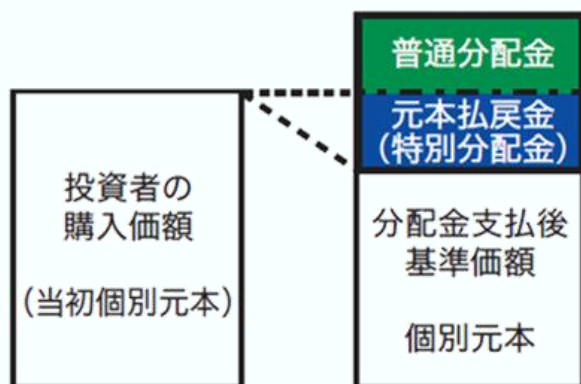 普通分配金
元本払戻金
(特別分配金)
投資者の
購入価額
(当初個別元本)
分配金支払後
基準価額
個別元本